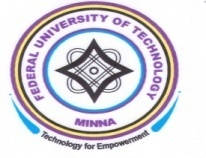 FEDERAL UNIVERSITY OF TECHNOLOGY
MINNA
Technology for Empowerment